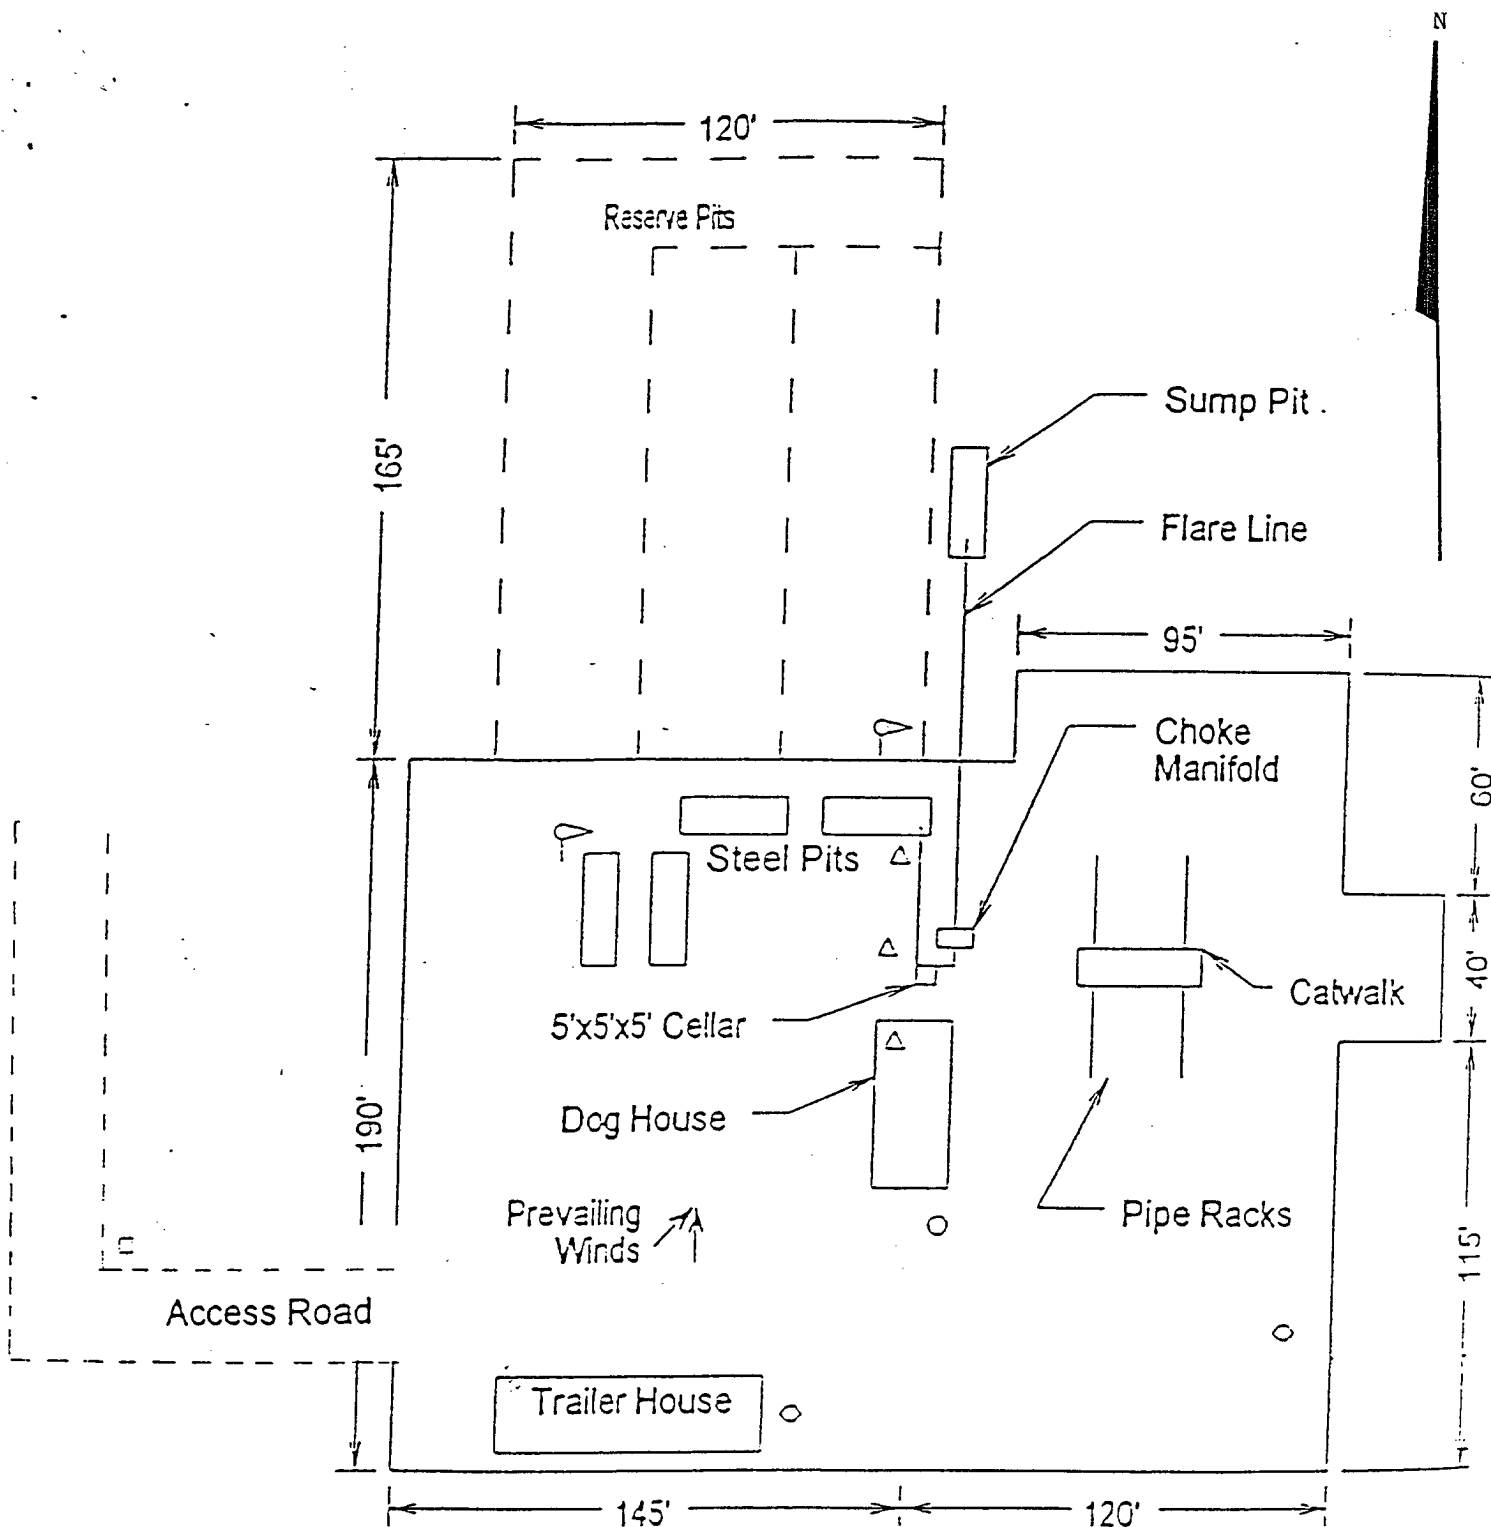 N
120'
Reserve Pits
165'
Sump Pit
Flare Line
95'
Choke
Manifold
60'
Steel Pits
40'
Catwalk
5'x5'x5' Cellar
190'
Dog House
Prevailing
Winds
Pipe Racks
115'
Access Road
Trailer House
145'
120'